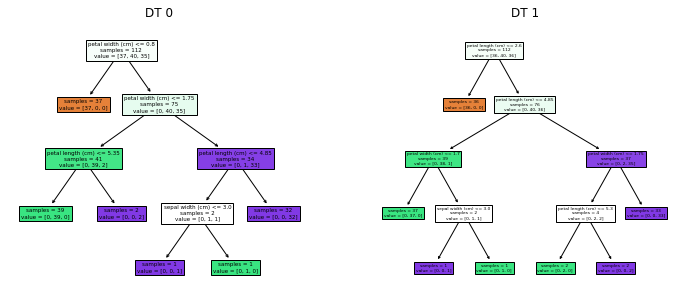 DT 0
petal width (cm) <= 0.8
samples = 112
value = [37, 40, 35]
samples = 37
value = [37, 0, 0]
petal width (cm) <= 1.75
samples = 75
value = [0, 40, 35]
petal length (cm) <= 5.35
samples = 41
value = [0, 39, 2]
petal length (cm) <= 4.85
samples = 34
value = [0, 1, 33]
samples = 39
value = [0, 39, 0]
samples = 2
value = [0, 0, 2]
sepal width (cm) <= 3.0
samples = 2
value = [0, 1, 1]
samples = 32
value = [0, 0, 32]
samples = 1
value = [0, 0, 1]
samples = 1
value = [0, 1, 0]
DT 1
petal length (cm) <= 2.6
samples = 112
value = [36, 40, 36]
samples = 36
value = [36, 0, 0]
petal length (cm) <=
samples = 76
value = [0, 40, 36]
petal width (cm) <=
samples = 39
value = [0, 38, 1]
petal width (cm) <= 1.75
samples = 37
value = [0, 2, 35]
samples = 37
value = [0, 37, 0]
sepal width (cm) <= 3.0
samples = 2
value = [0, 1, 1]
petal length (cm) <= 5.3
samples = 4
value = [0, 2, 2]
samples = 33
value = [0, 0, 33]
samples = 1
value = [0, 0, 1]
samples = 1
value = [0, 1, 0]
samples = 2
value = [0, 2, 0]
samples = 2
value = [0, 0, 2]